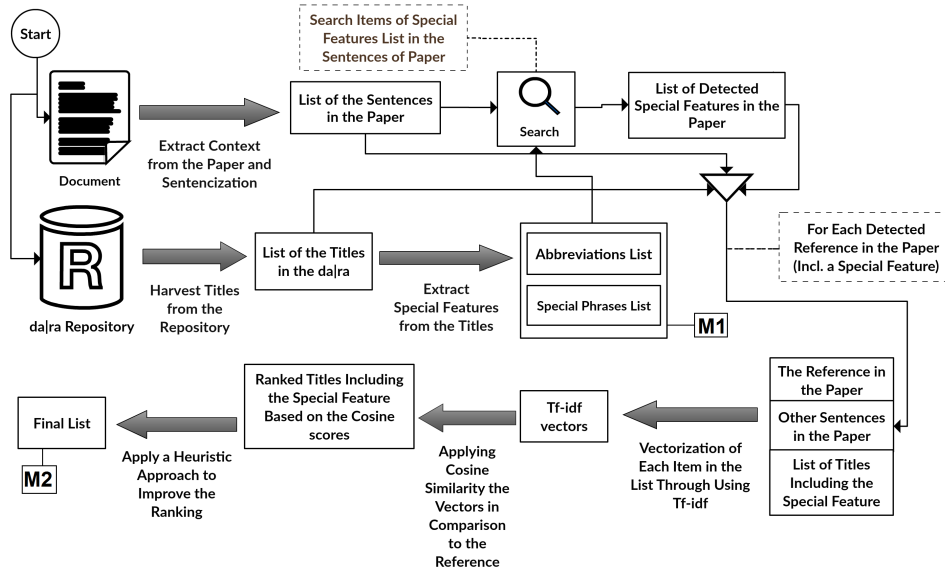 Start
Search Items of Special
Features List in the
Sentences of Paper
List of the Sentences
in the Paper
Search
List of Detected
Special Features in the
Paper
Document
Extract Context
from the Paper and
Sentencization
R
da|ra Repository
Harvest Titles
from the
Repository
List of the Titles
in the da|ra
Extract
Special Features
from the Titles
Abbreviations List
Special Phrases List
M1
For Each Detected
Reference in the Paper
(Incl. a Special Feature)
The Reference in
the Paper
Other Sentences
in the Paper
List of Titles
Including the
Special Feature
Vectorization of
Each Item in the
List Through Using
Tf-idf
Tf-idf
vectors
Applying
Cosine
Similarity the
Vectors in
Comparison
to the
Reference
Ranked Titles Including
the Special Feature
Based on the Cosine
scores
Apply a Heuristic
Approach to
Improve the
Ranking
Final List
M2